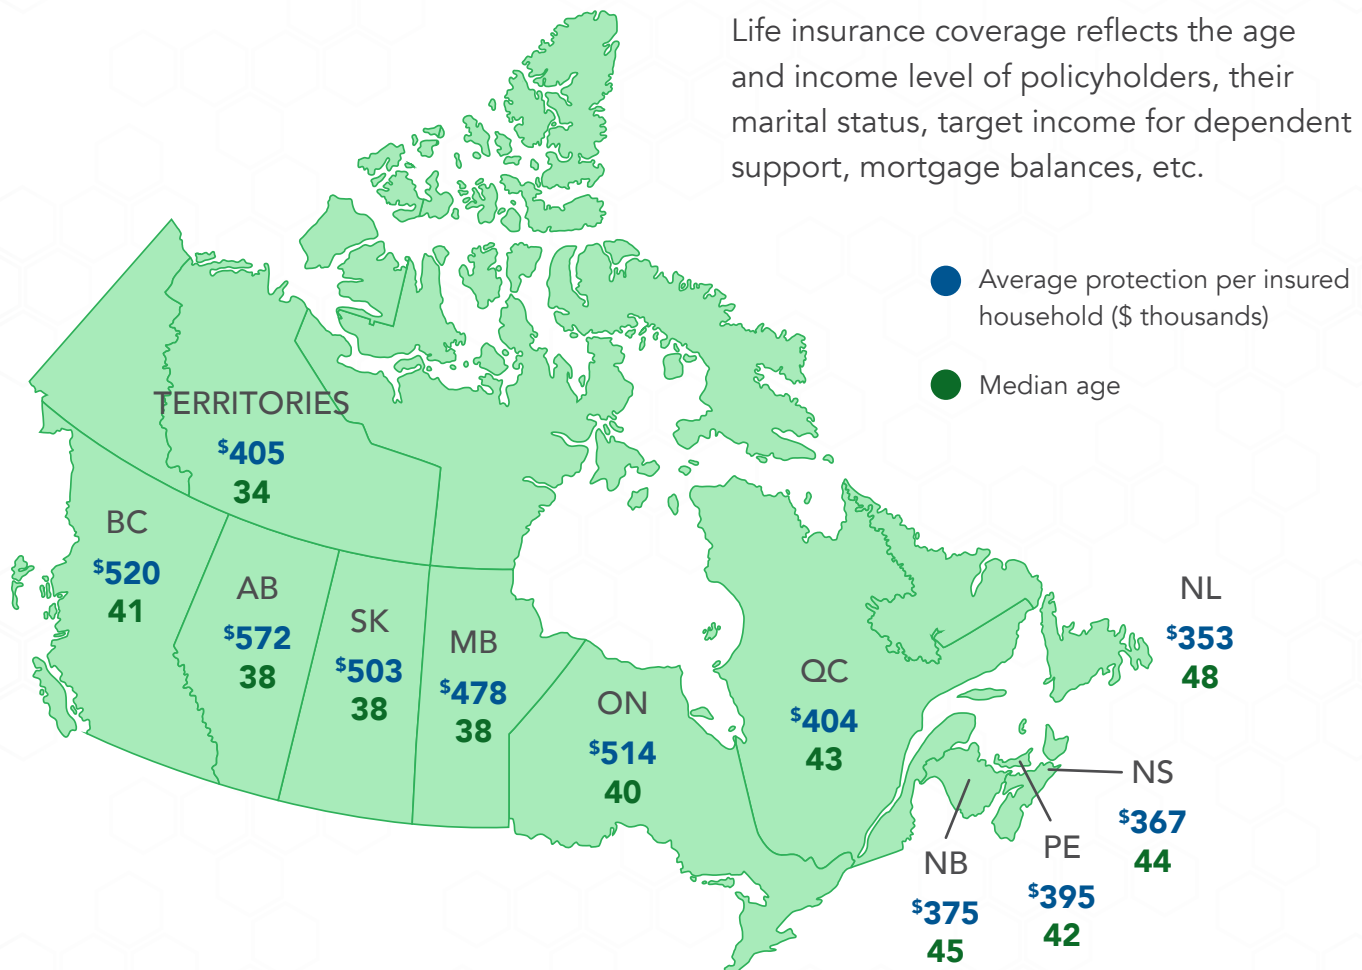 Life insurance coverage reflects the age
and income level of policyholders, their
marital status, target income for dependent
support, mortgage balances, etc.
Average protection per insured
household ($ thousands)
Median age
TERRITORIES
$405
34
BC
$520
41
AB
$572
38
SK
$503
38
MB
$478
38
ON
$514
40
QC
$404
43
NL
$353
48
NS
$367
44
PE
$395
42
NB
$375
45